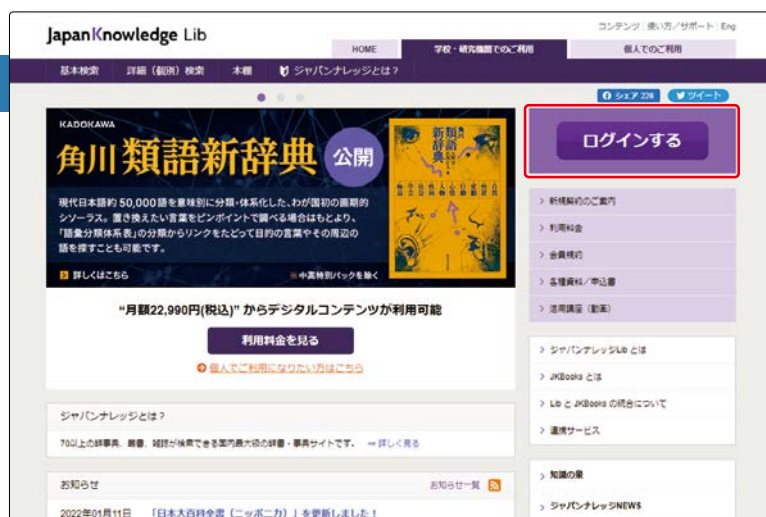 JapanKnowledge Lib
コンテンツ 使い方／サポート Eng
HOME
学校・研究機関でのご利用
個人でのご利用
基本検索 詳細（個別）検索 本棚 ジャパンナレッジとは？
シェア 226 ツイート
KADOKAWA
角川類語新辞典 公開
現代日本語約50,000語を意味別に分類・体系化した、わが国初の画期的
シソーラス。置き換えたい言葉をピンポイントで調べる場合はもとより、
「語彙分類体系表」の分類からリンクをたどって目的の言葉やその周辺の
語を探すことも可能です。
詳しくはこちら
※中高特別パックを除く
類語
新辞典
“月額22,990円(税込)” からデジタルコンテンツが利用可能
利用料金を見る
個人でご利用になりたい方はこちら
ジャパンナレッジとは？
70以上の辞事典、叢書、雑誌が検索できる国内最大級の辞書・事典サイトです。 ⇒詳しく見る
お知らせ
お知らせ一覧
2022年01月11日 「日本大百科全書（ニッポニカ）」を更新しました！
ログインする
新規契約のご案内
利用料金
会員規約
各種資料／申込書
活用講座（動画）
ジャパンナレッジLib とは
JKBooks とは
Lib と JKBooks の統合について
連携サービス
知識の泉
ジャパンナレッジNEWS